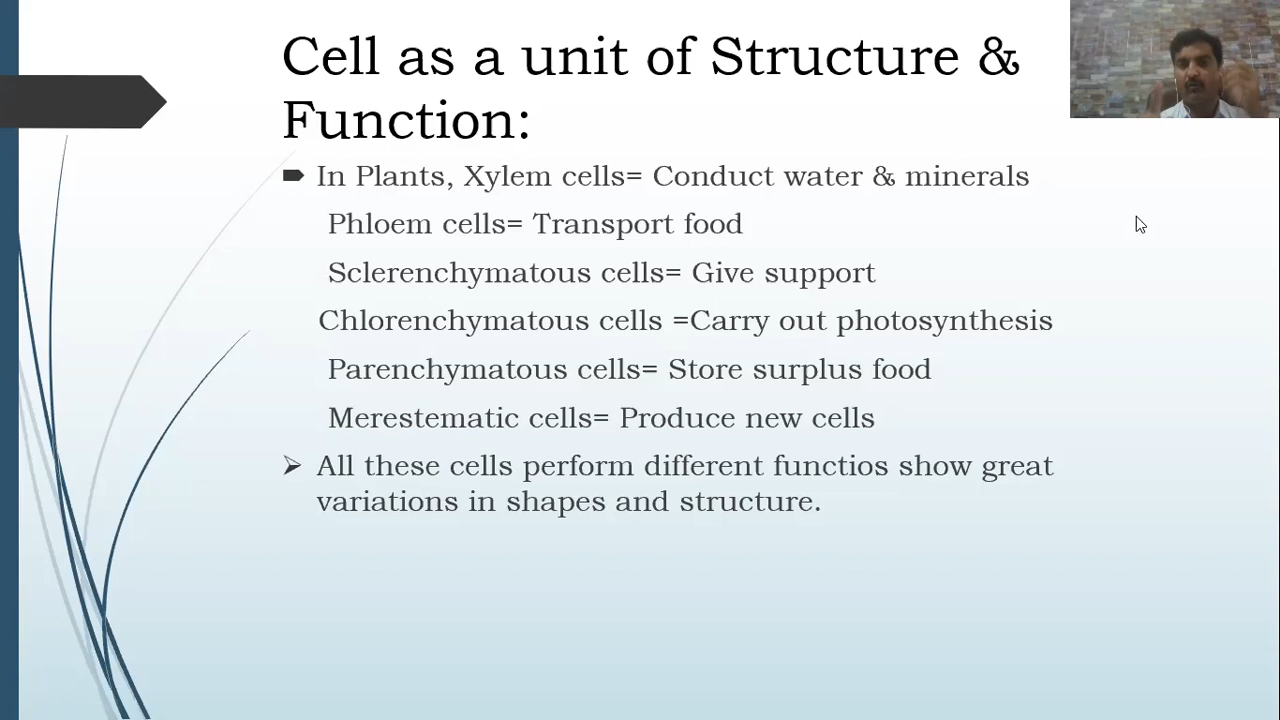 Cell as a unit of Structure &
Function:
In Plants, Xylem cells= Conduct water & minerals
Phloem cells= Transport food
Sclerenchymatous cells= Give support
Chlorenchymatous cells =Carry out photosynthesis
Parenchymatous cells= Store surplus food
Merestematic cells= Produce new cells
All these cells perform different functios show great
variations in shapes and structure.